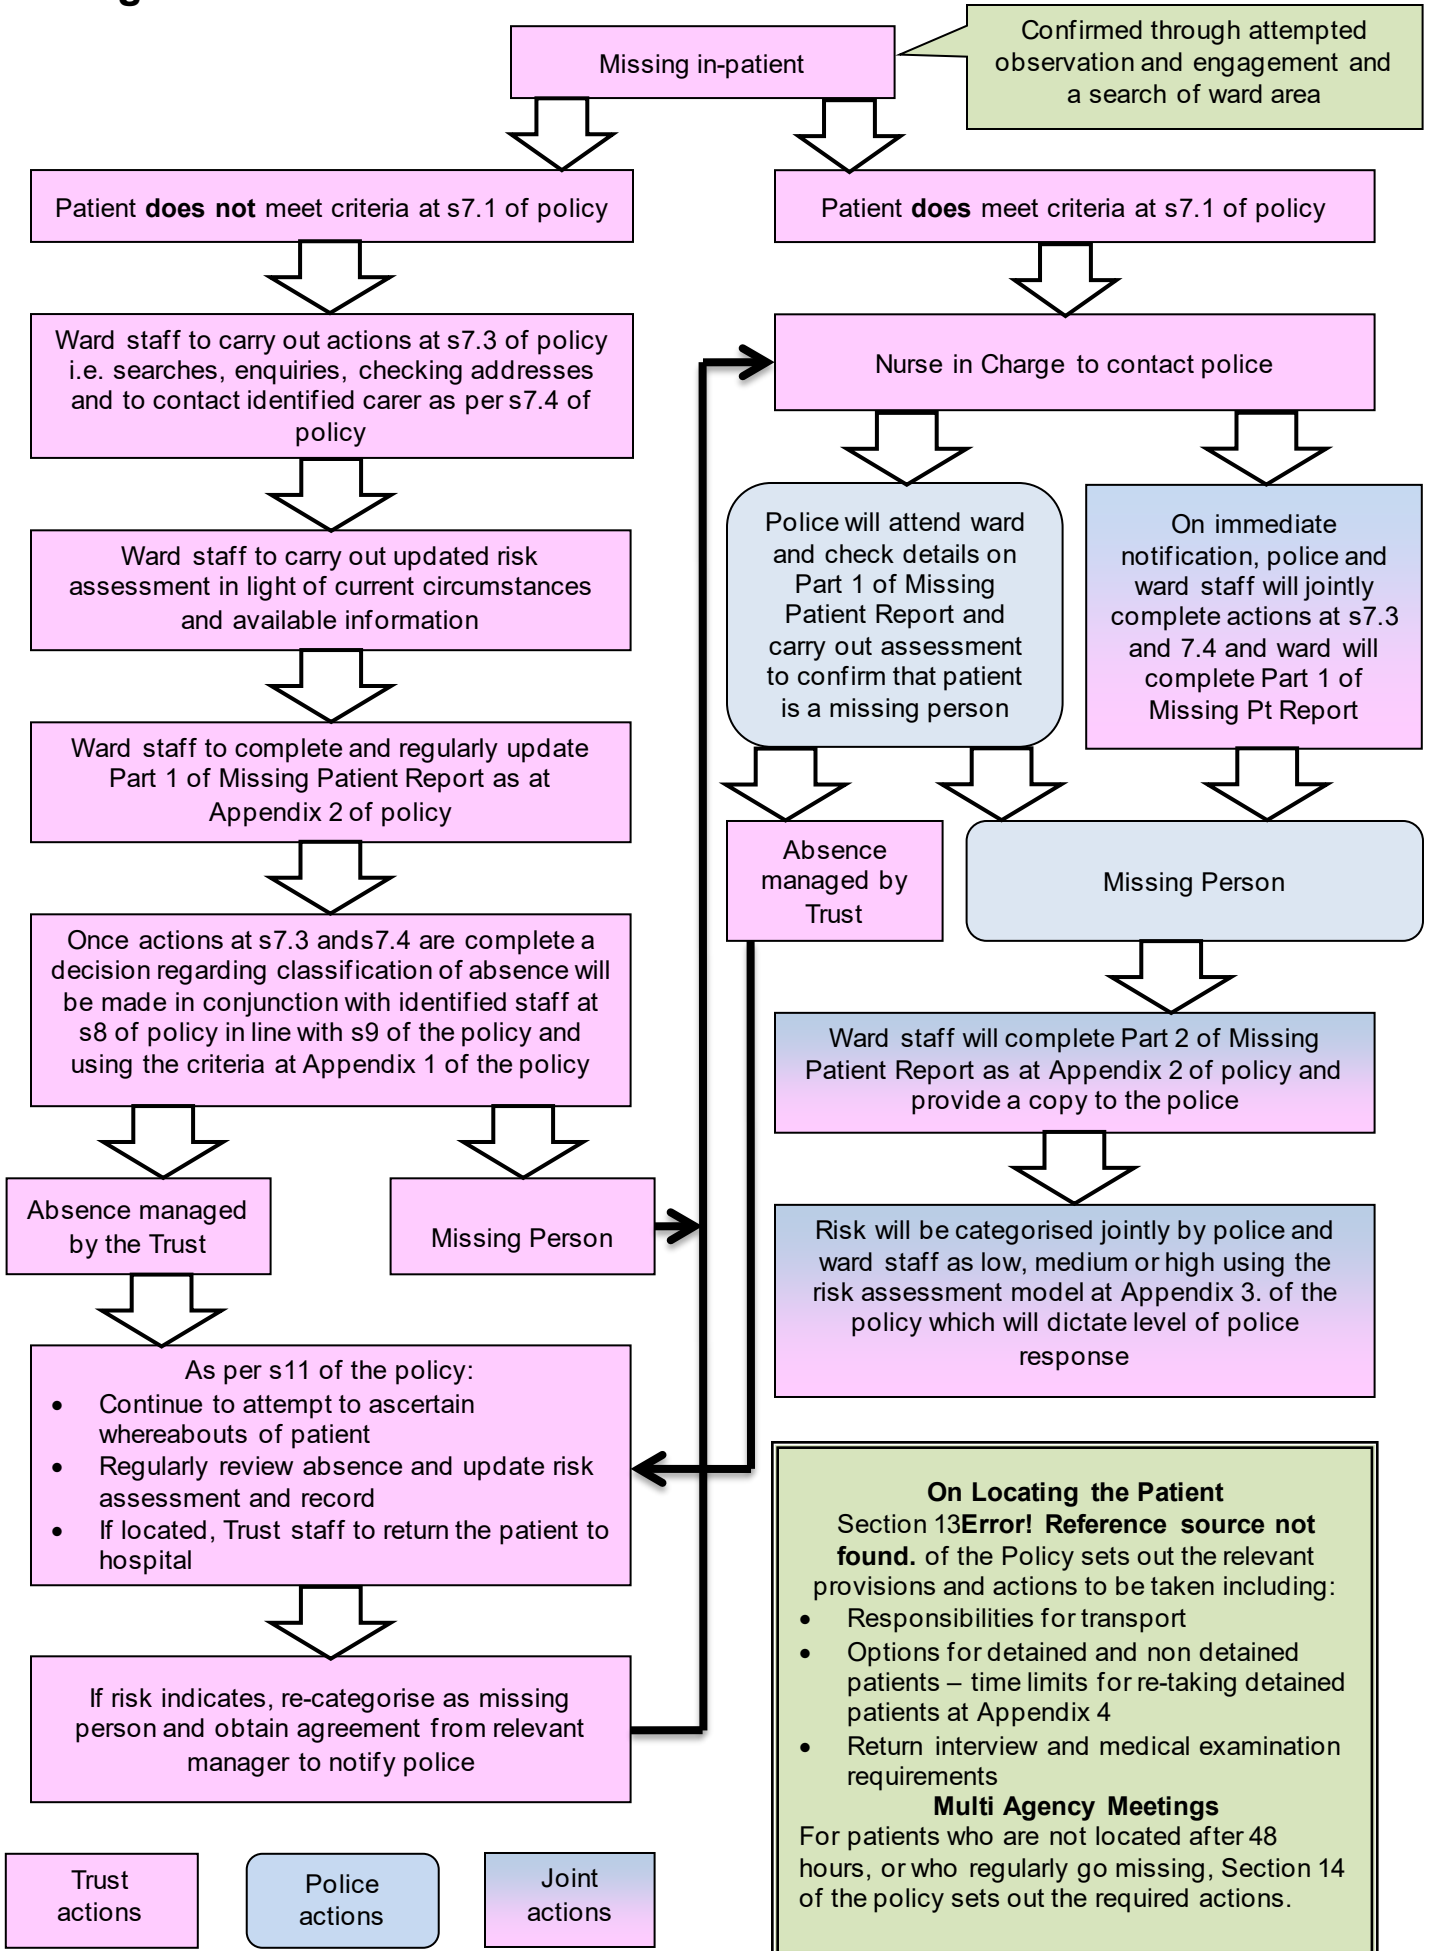 Missing in-patient
Confirmed through attempted
observation and engagement and
a search of ward area
Patient does not meet criteria at s7.1 of policy
Patient does meet criteria at s7.1 of policy
Ward staff to carry out actions at s7.3 of policy
i.e. searches, enquiries, checking addresses
and to contact identified carer as per s7.4 of
policy
Nurse in Charge to contact police
Ward staff to carry out updated risk
assessment in light of current circumstances
and available information
Police will attend ward
and check details on
Part 1 of Missing
Patient Report and
carry out assessment
to confirm that patient
is a missing person
On immediate
notification, police and
ward staff will jointly
complete actions at s7.3
and 7.4 and ward will
complete Part 1 of
Missing Pt Report
Ward staff to complete and regularly update
Part 1 of Missing Patient Report as at
Appendix 2 of policy
Absence
managed by
Trust
Missing Person
Once actions at s7.3 ands7.4 are complete a
decision regarding classification of absence will
be made in conjunction with identified staff at
s8 of policy in line with s9 of the policy and
using the criteria at Appendix 1 of the policy
Ward staff will complete Part 2 of Missing
Patient Report as at Appendix 2 of policy and
provide a copy to the police
Absence managed
by the Trust
Missing Person
Risk will be categorised jointly by police and
ward staff as low, medium or high using the
risk assessment model at Appendix 3. of the
policy which will dictate level of police
response
As per s11 of the policy:
• Continue to attempt to ascertain
whereabouts of patient
• Regularly review absence and update risk
assessment and record
• If located, Trust staff to return the patient to
hospital
If risk indicates, re-categorise as missing
person and obtain agreement from relevant
manager to notify police
On Locating the Patient
Section 13Error! Reference source not
found. of the Policy sets out the relevant
provisions and actions to be taken including:
• Responsibilities for transport
• Options for detained and non detained
patients – time limits for re-taking detained
patients at Appendix 4
• Return interview and medical examination
requirements
Multi Agency Meetings
For patients who are not located after 48
hours, or who regularly go missing, Section 14
of the policy sets out the required actions.
Trust
actions
Police
actions
Joint
actions